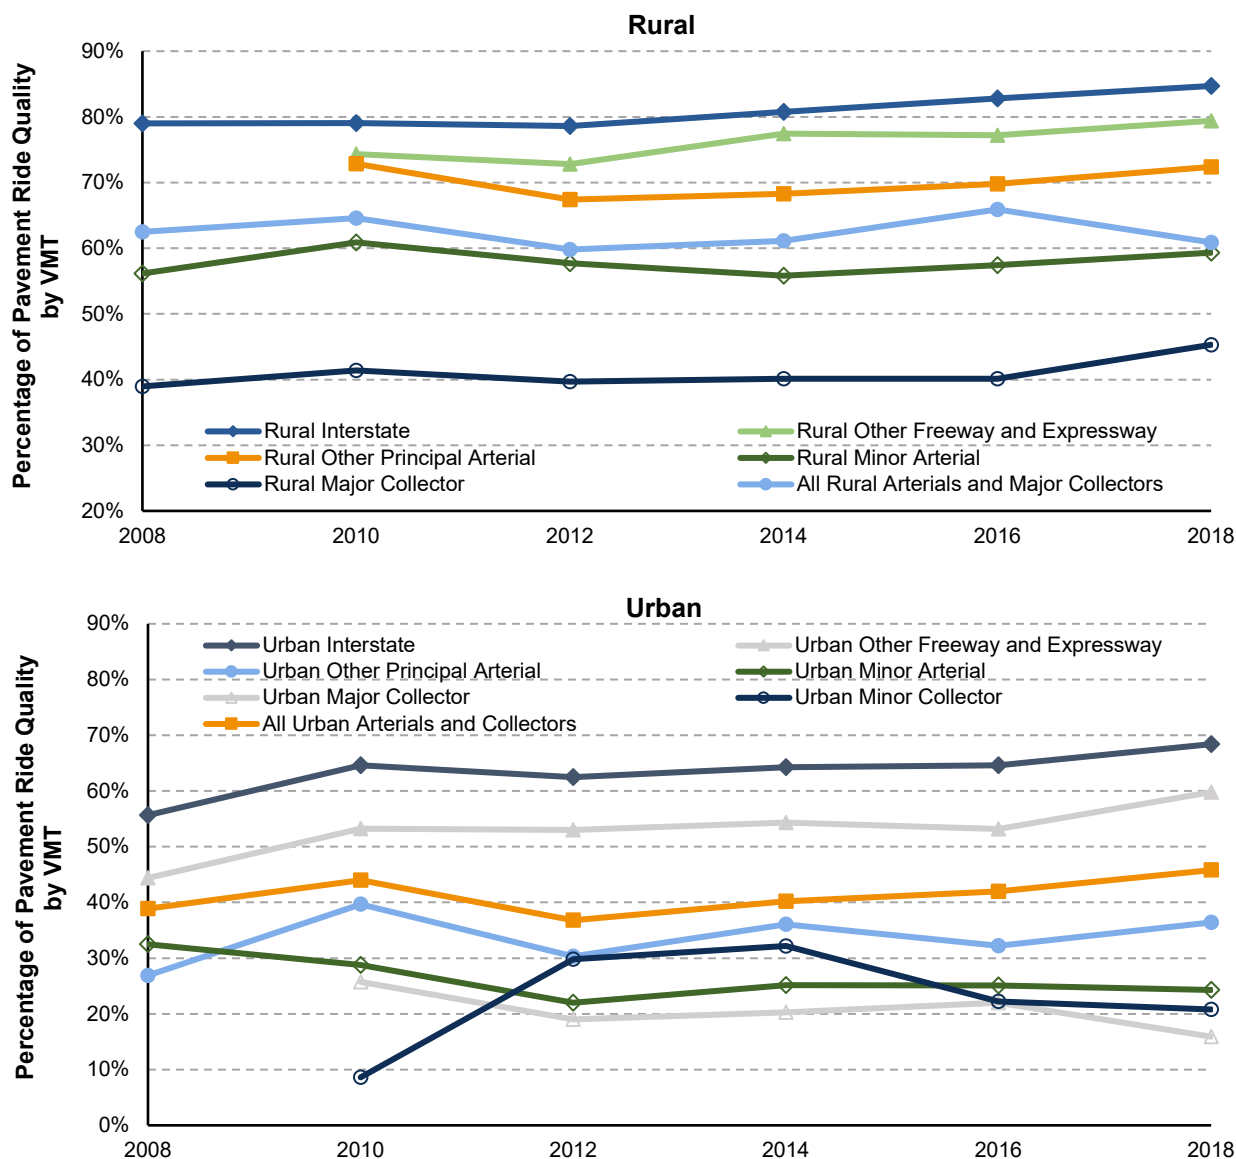 Rural
Percentage of Pavement Ride Quality
by VMT
90%
80%
70%
60%
50%
40%
30%
20%
Rural Interstate
Rural Other Freeway and Expressway
Rural Other Principal Arterial
Rural Minor Arterial
Rural Major Collector
All Rural Arterials and Major Collectors
2008 2010 2012 2014 2016 2018
Urban
Percentage of Pavement Ride Quality
by VMT
90%
80%
70%
60%
50%
40%
30%
20%
10%
0%
Urban Interstate
Urban Other Freeway and Expressway
Urban Other Principal Arterial
Urban Minor Arterial
Urban Major Collector
Urban Minor Collector
All Urban Arterials and Collectors
2008 2010 2012 2014 2016 2018